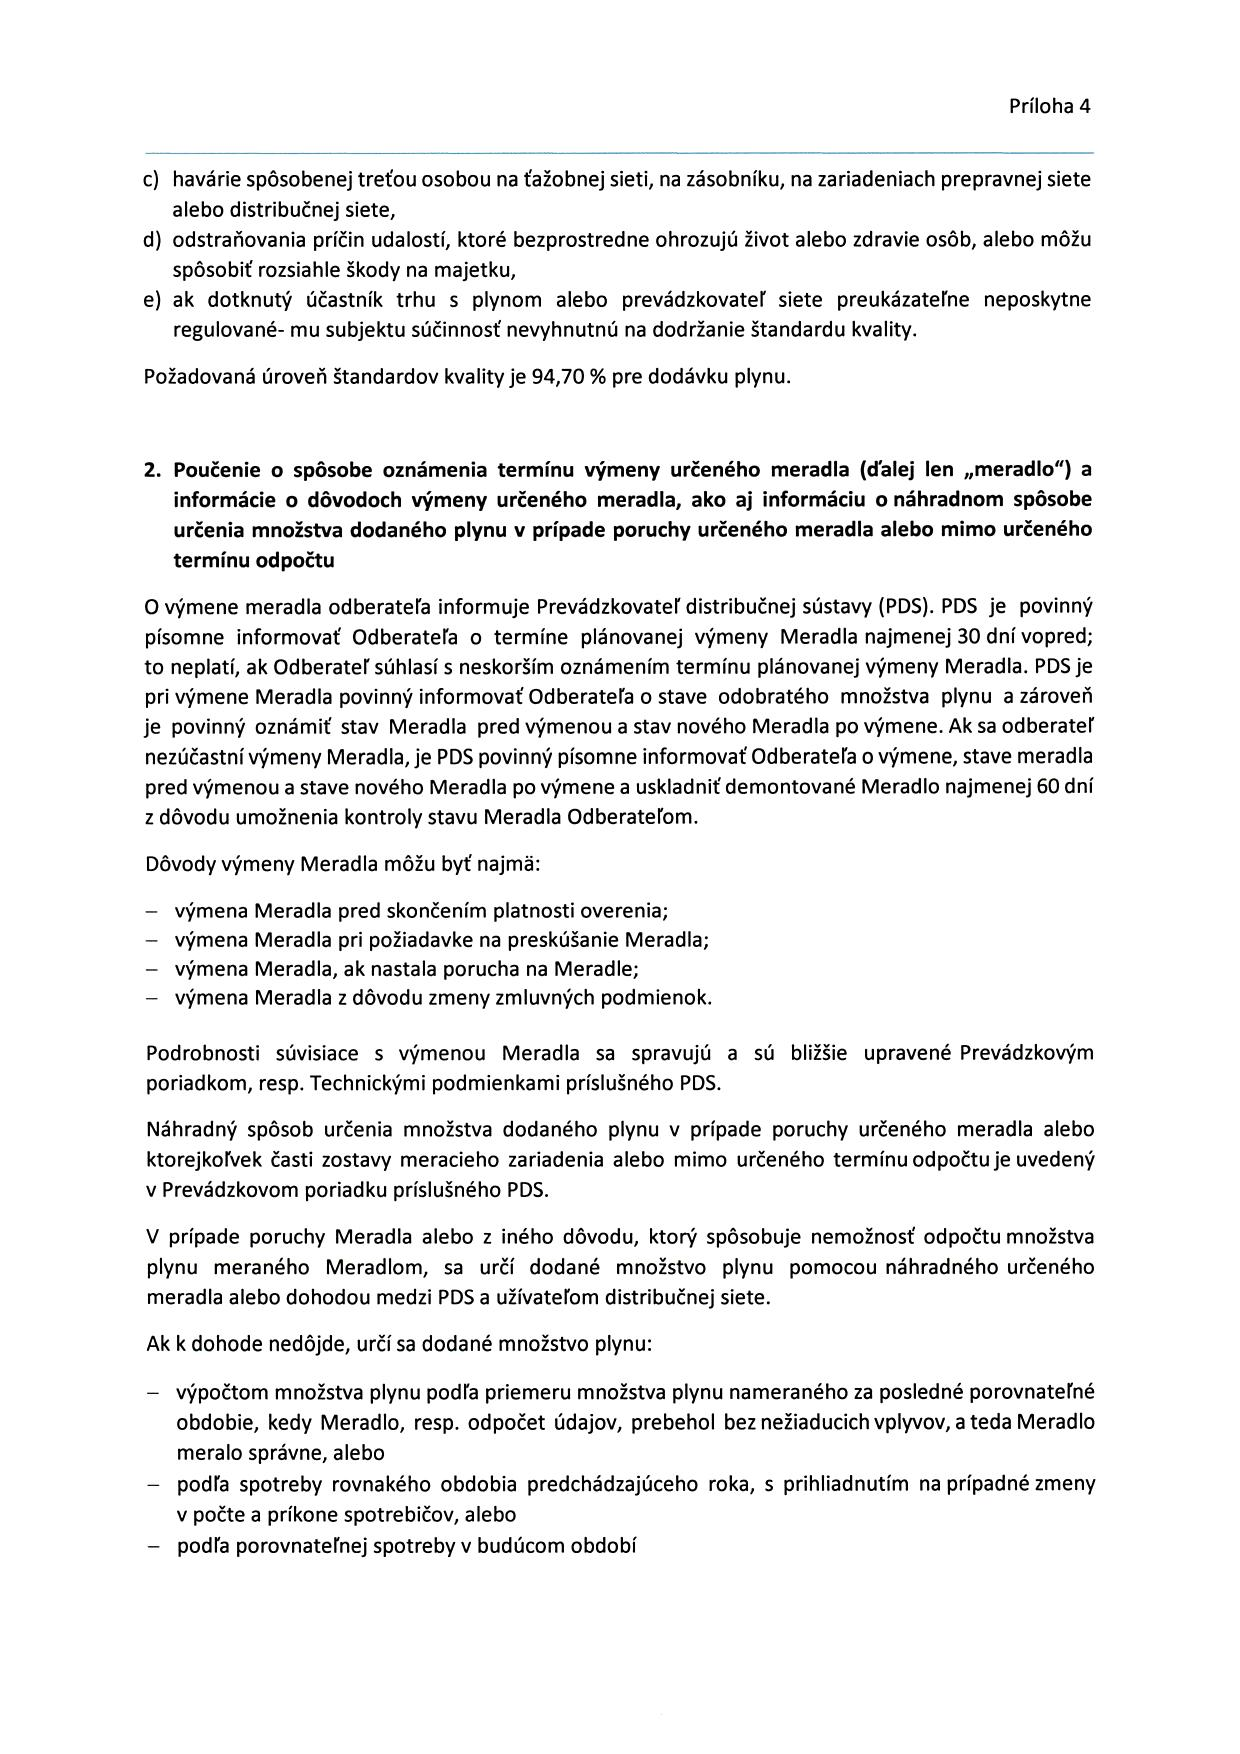 Príloha 4
c) havárie spôsobenej treťou osobou na ťažobnej sieti, na zásobníku, na zariadeniach prepravnej siete
alebo distribučnej siete,
d) odstraňovania príčin udalostí, ktoré bezprostredne ohrozujú život alebo zdravie osôb, alebo môžu
spôsobiť rozsiahle škody na majetku,
e) ak dotknutý účastník trhu s plynom alebo prevádzkovateľ siete preukázateľne neposkytne
regulované- mu subjektu súčinnosť nevyhnutnú na dodržanie štandardu kvality.
Požadovaná úroveň štandardov kvality je 94,70 % pre dodávku plynu.
2. Poučenie o spôsobe oznámenia termínu výmeny určeného meradla (ďalej len „meradlo“) a
informácie o dôvodoch výmeny určeného meradla, ako aj informáciu o náhradnom spôsobe
určenia množstva dodaného plynu v prípade poruchy určeného meradla alebo mimo určeného
termínu odpočtu
O výmene meradla odberateľa informuje Prevádzkovateľ distribučnej sústavy (PDS). PDS je povinný
písomne informovať Odberateľa o termíne plánovanej výmeny Meradla najmenej 30 dní vopred;
to neplatí, ak Odberateľ súhlasí s neskorším oznámením termínu plánovanej výmeny Meradla. PDS je
pri výmene Meradla povinný informovať Odberateľa o stave odobratého množstva plynu a zároveň
je povinný oznámiť stav Meradla pred výmenou a stav nového Meradla po výmene. Ak sa odberateľ
nezúčastní výmeny Meradla, je PDS povinný písomne informovať Odberateľa o výmene, stave meradla
pred výmenou a stave nového Meradla po výmene a uskladniť demontované Meradlo najmenej 60 dní
z dôvodu umožnenia kontroly stavu Meradla Odberateľom.
Dôvody výmeny Meradla môžu byť najmä:
– výmena Meradla pred skončením platnosti overenia;
– výmena Meradla pri požiadavke na preskúšanie Meradla;
– výmena Meradla, ak nastala porucha na Meradle;
– výmena Meradla z dôvodu zmeny zmluvných podmienok.
Podrobnosti súvisiace s výmenou Meradla sa spravujú a sú bližšie upravené Prevádzkovým
poriadkom, resp. Technickými podmienkami príslušného PDS.
Náhradný spôsob určenia množstva dodaného plynu v prípade poruchy určeného meradla alebo
ktorejkoľvek časti zostavy meracieho zariadenia alebo mimo určeného termínu odpočtu je uvedený
v Prevádzkovom poriadku príslušného PDS.
V prípade poruchy Meradla alebo z iného dôvodu, ktorý spôsobuje nemožnosť odpočtu množstva
plynu meraného Meradlom, sa určí dodané množstvo plynu pomocou náhradného určeného
meradla alebo dohodou medzi PDS a užívateľom distribučnej siete.
Ak k dohode nedôjde, určí sa dodané množstvo plynu:
– výpočtom množstva plynu podľa priemeru množstva plynu nameraného za posledné porovnateľné
obdobie, kedy Meradlo, resp. odpočet údajov, prebehol bez nežiaducich vplyvov, a teda Meradlo
meralo správne, alebo
– podľa spotreby rovnakého obdobia predchádzajúceho roka, s prihliadnutím na prípadné zmeny
v počte a príkone spotrebičov, alebo
– podľa porovnateľnej spotreby v budúcom období